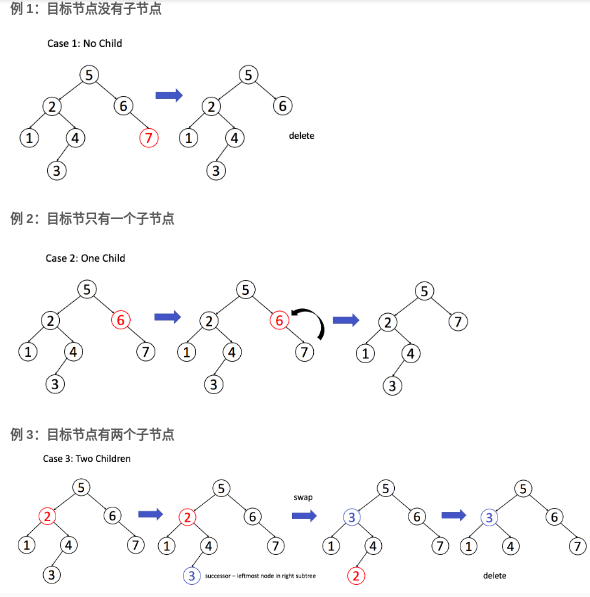 例 1：目标节点没有子节点
Case 1: No Child
5 5
2 6 2 6
1 4 7 1 4 delete
3 3
例 2：目标节只有一个子节点
Case 2: One Child
5 5 5
2 6 2 6 2 7
1 4 7 1 4 7 1 4
3 3 3
例 3：目标节点有两个子节点
Case 3: Two Children
5 5 swap 5 5
2 6 2 6 3 6 3 6
1 4 7 1 4 7 1 4 7 1 4 7
3 3 successor – leftmost node in right subtree 2 delete